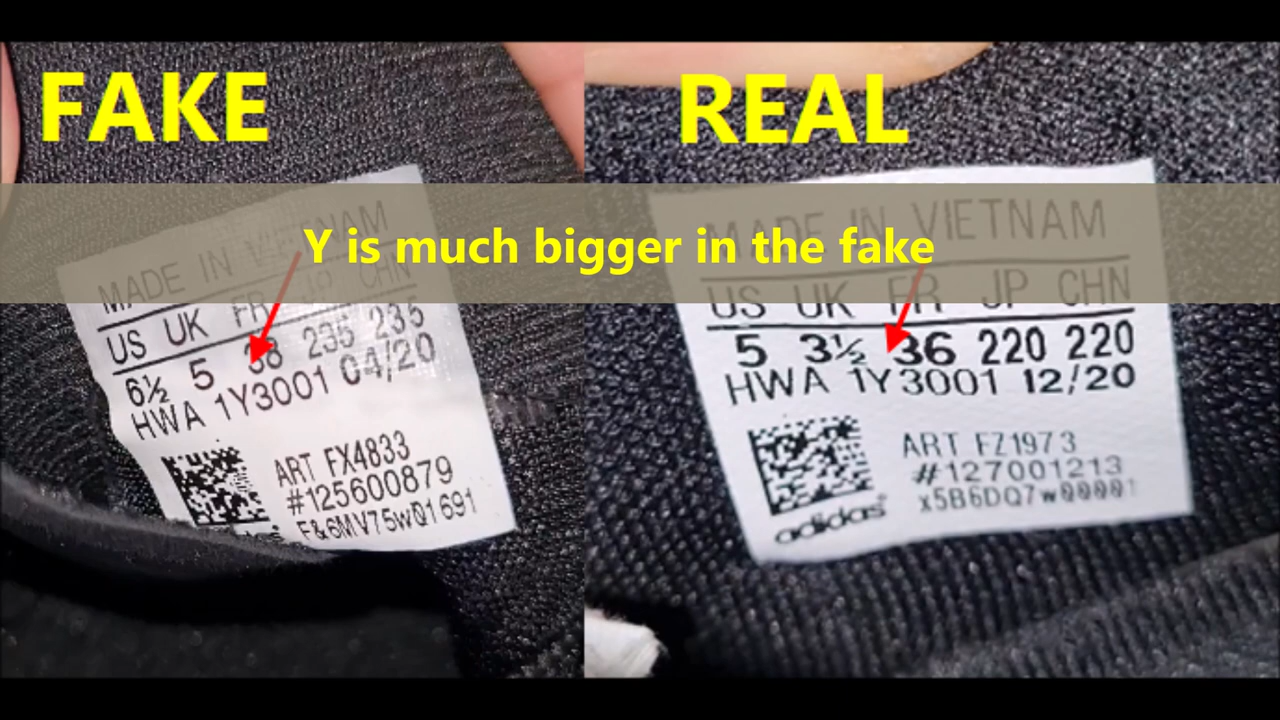 FAKE
REAL
Y is much bigger in the fake
MADE IN VIETNAM
US UK FR JP CHN
6½ 5 38 235 235
HWA 1Y3001 04/20
ART FX4833
#125600879
F&6MV75w01691
adidas
MADE IN VIETNAM
US UK FR JP CHN
5 3½ 36 220 220
HWA 1Y3001 12/20
ART FZ1973
#127001213
x5B6DQ7w00001
adidas